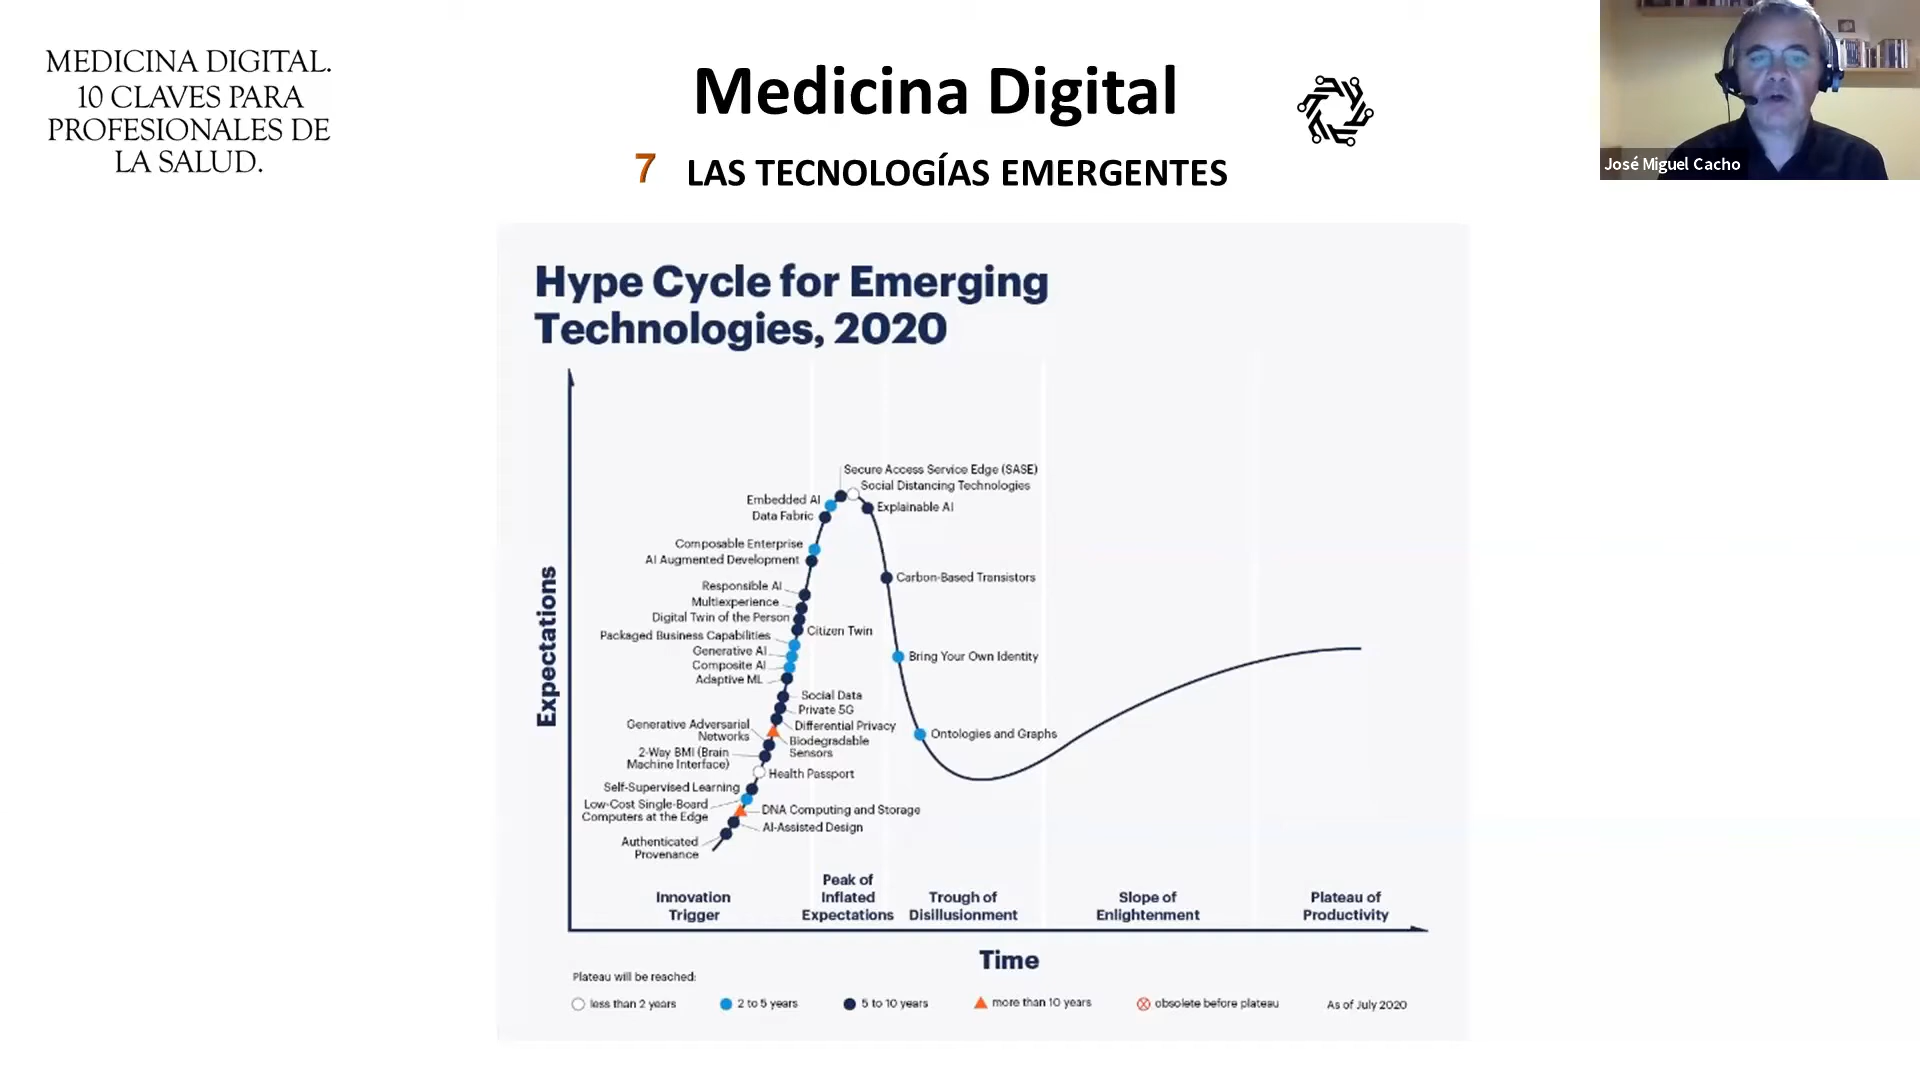 MEDICINA DIGITAL.
10 CLAVES PARA
PROFESIONALES DE
LA SALUD.
Medicina Digital
7 LAS TECNOLOGÍAS EMERGENTES
José Miguel Cacho
Hype Cycle for Emerging
Technologies, 2020
Expectations
Secure Access Service Edge (SASE)
Social Distancing Technologies
Embedded AI
Explainable AI
Data Fabric
Composable Enterprise
AI Augmented Development
Carbon-Based Transistors
Responsible AI
Multiexperience
Digital Twin of the Person
Citizen Twin
Packaged Business Capabilities
Generative AI
Bring Your Own Identity
Composite AI
Adaptive ML
Social Data
Private 5G
Generative Adversarial
Networks
Differential Privacy
Ontologies and Graphs
Biodegradable
Sensors
2-Way BMI (Brain
Machine Interface)
Health Passport
Self-Supervised Learning
Low-Cost Single-Board
Computers at the Edge
DNA Computing and Storage
AI-Assisted Design
Authenticated
Provenance
Innovation
Trigger
Peak of
Inflated
Expectations
Trough of
Disillusionment
Slope of
Enlightenment
Plateau of
Productivity
Time
Plateau will be reached:
less than 2 years
2 to 5 years
5 to 10 years
more than 10 years
obsolete before plateau
As of July 2020